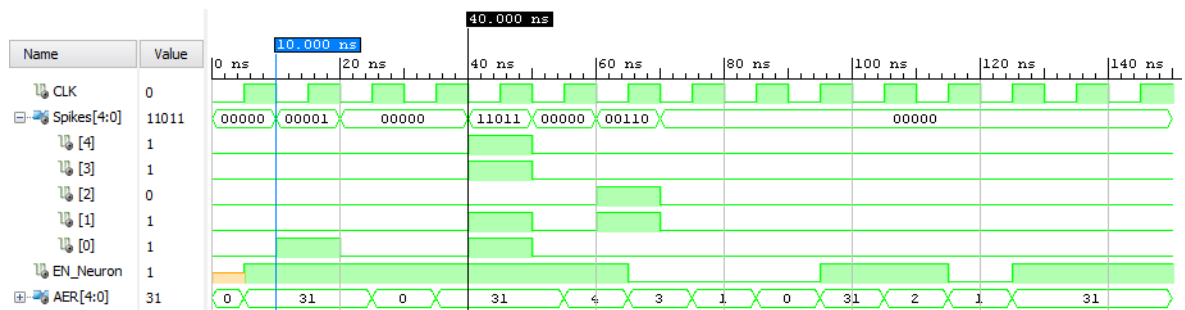 40.000 ns
10.000 ns
Name Value
0 ns 20 ns 40 ns 60 ns 80 ns 100 ns 120 ns 140 ns
CLK 0
Spikes[4:0] 11011 00000 00001 00000 11011 00000 00110 00000
[4] 1
[3] 1
[2] 0
[1] 1
[0] 1
EN_Neuron 1
AER[4:0] 31 0 31 0 31 4 3 1 0 31 2 1 31